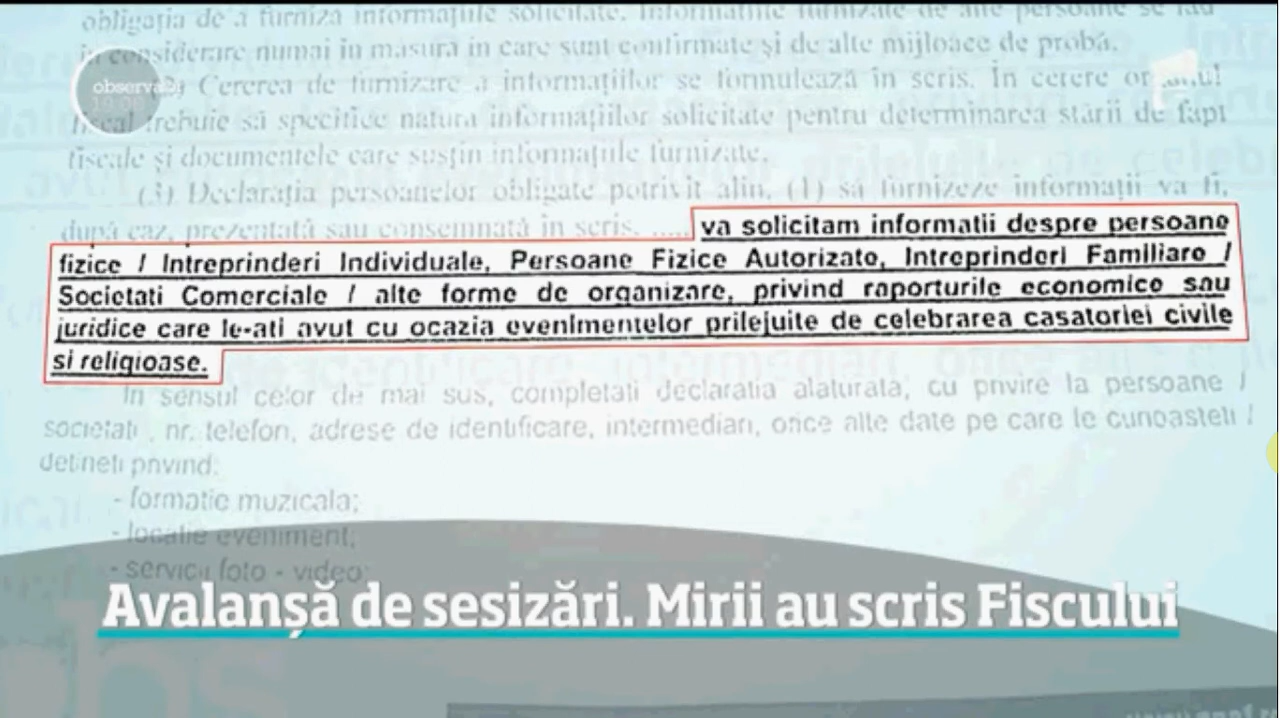 obligația de a furniza informațiile solicitate. Informațiile furnizate de alte persoane se iau
în considerare numai în măsura în care sunt confirmate și de alte mijloace de probă.
observator
19:00
Cererea de furnizare a informațiilor se formulează în scris. În cerere organul
fiscal trebuie să specifice natura informațiilor solicitate pentru determinarea stării de fapt
fiscale și documentele care susțin informațiile furnizate.
(3) Declarația persoanelor obligate potrivit alin. (1) să furnizeze informații va fi,
după caz, prezentată sau consemnată în scris. ..... va solicitam informatii despre persoane
fizice / Intreprinderi Individuale, Persoane Fizice Autorizate, Intreprinderi Familiare /
Societati Comerciale / alte forme de organizare, privind raporturile economice sau
juridice care le-ati avut cu ocazia evenimentelor prilejuite de celebrarea casatoriei civile
si religioase.
In sensul celor de mai sus, completati declaratia alaturata, cu privire la persoane /
societati , nr. telefon, adrese de identificare, intermediari, orice alte date pe care le cunoasteti /
detineti privind:
- formatie muzicala;
- locatie eveniment;
- servicii foto - video;
Avalanșă de sesizări. Mirii au scris Fiscului